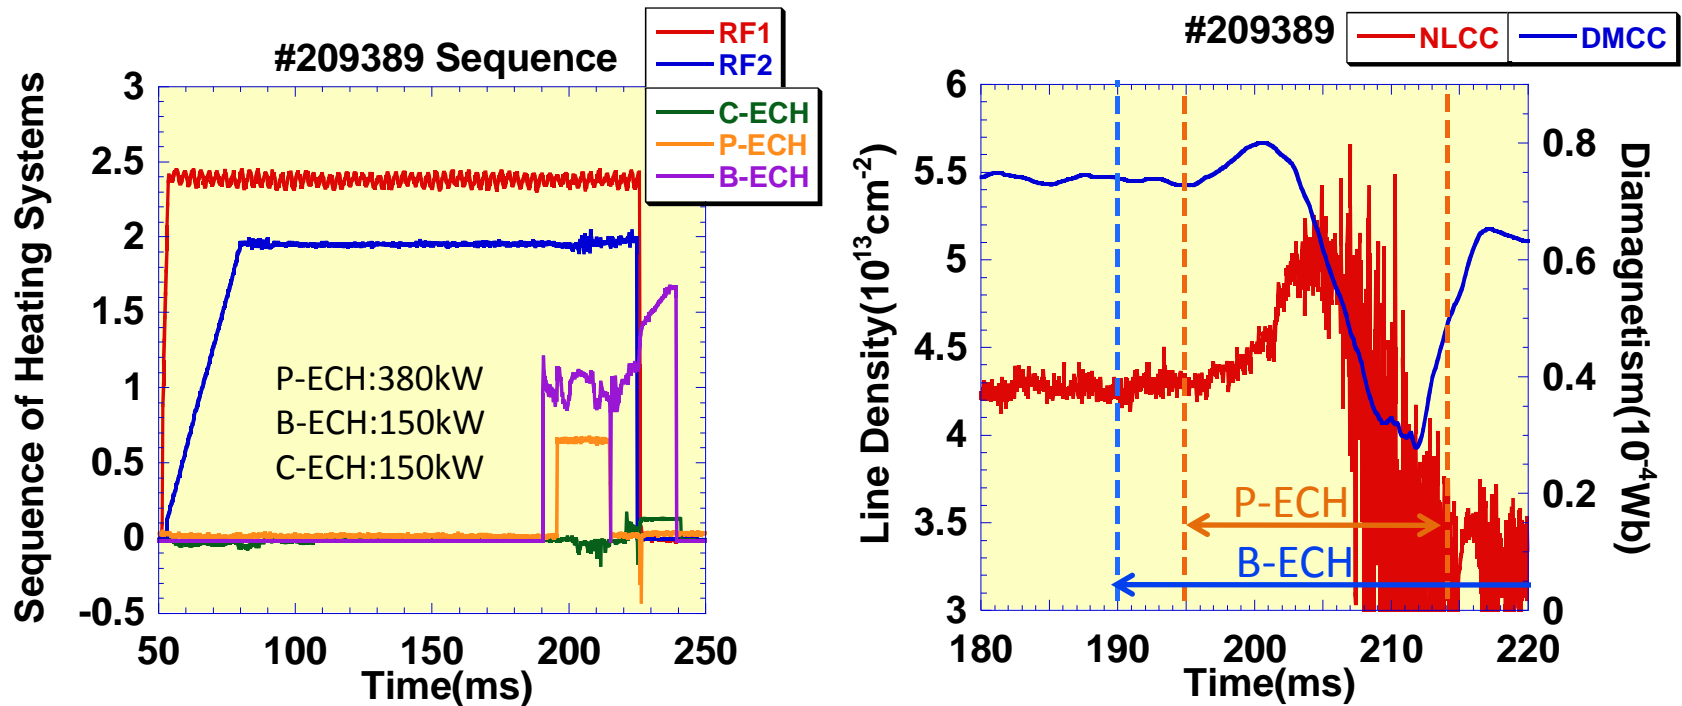 #209389 Sequence
RF1
RF2
C-ECH
P-ECH
B-ECH
Sequence of Heating Systems
3
2.5
2
1.5
1
0.5
0
-0.5
P-ECH:380kW
B-ECH:150kW
C-ECH:150kW
50 100 150 200 250
Time(ms)
#209389
NLCC
DMCC
Line Density(10¹³cm⁻²)
6
5.5
5
4.5
4
3.5
3
P-ECH
B-ECH
0.8
0.6
0.4
0.2
0
Diamagnetism(10⁻⁴Wb)
180 190 200 210 220
Time(ms)